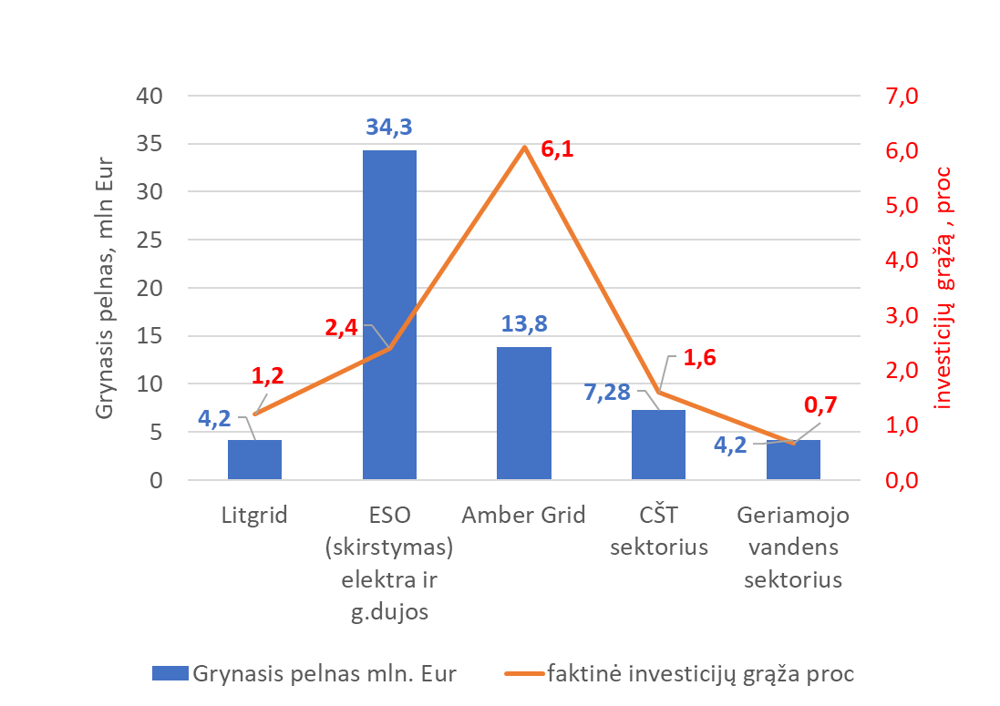 40
35
30
25
20
15
10
5
0
Grynasis pelnas, mln Eur
7,0
6,0
5,0
4,0
3,0
2,0
1,0
0,0
investicijų grąžą , proc
34,3
6,1
2,4
13,8
1,2
1,6
4,2
7,28
0,7
4,2
Litgrid
ESO
(skirstymas)
elektra ir
g.dujos
Amber Grid
CŠT
sektorius
Geriamojo
vandens
sektorius
Grynasis pelnas mln. Eur
faktinė investicijų grąža proc